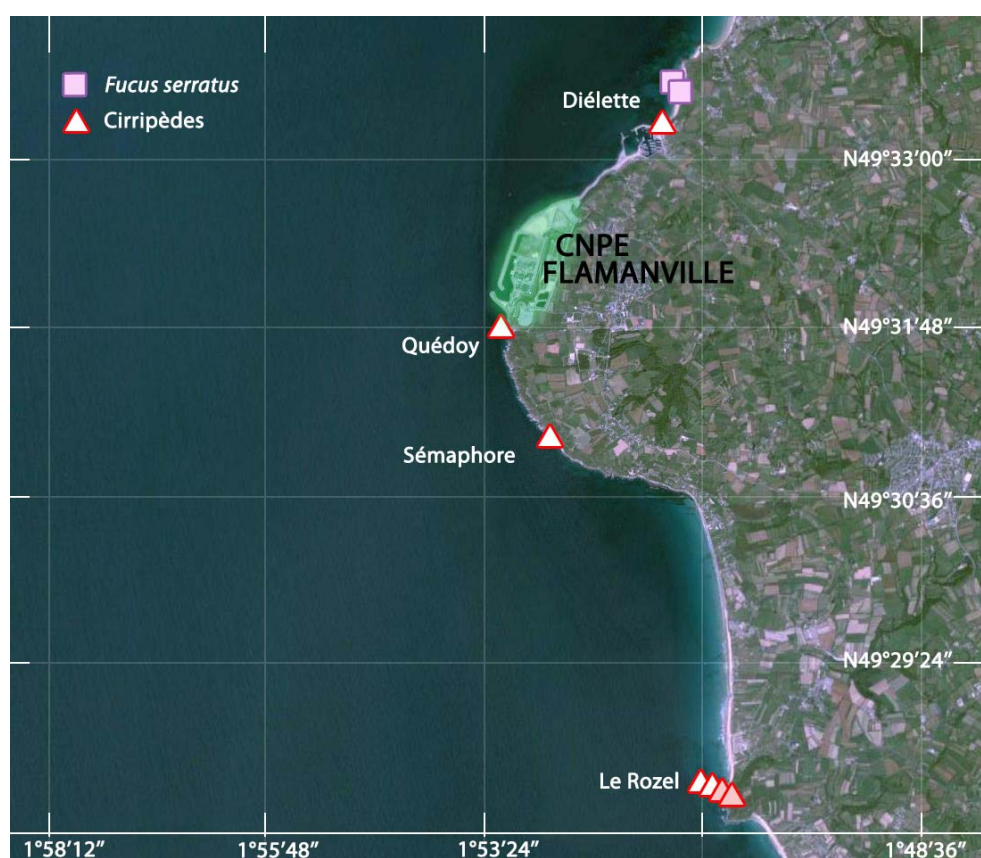 Fucus serratus
Cirripèdes
Diélette
N49°33'00"
CNPE
FLAMANVILLE
N49°31'48"
Quédoy
Sémaphore
N49°30'36"
N49°29'24"
Le Rozel
1°58'12"
1°55'48"
1°53'24"
1°48'36"